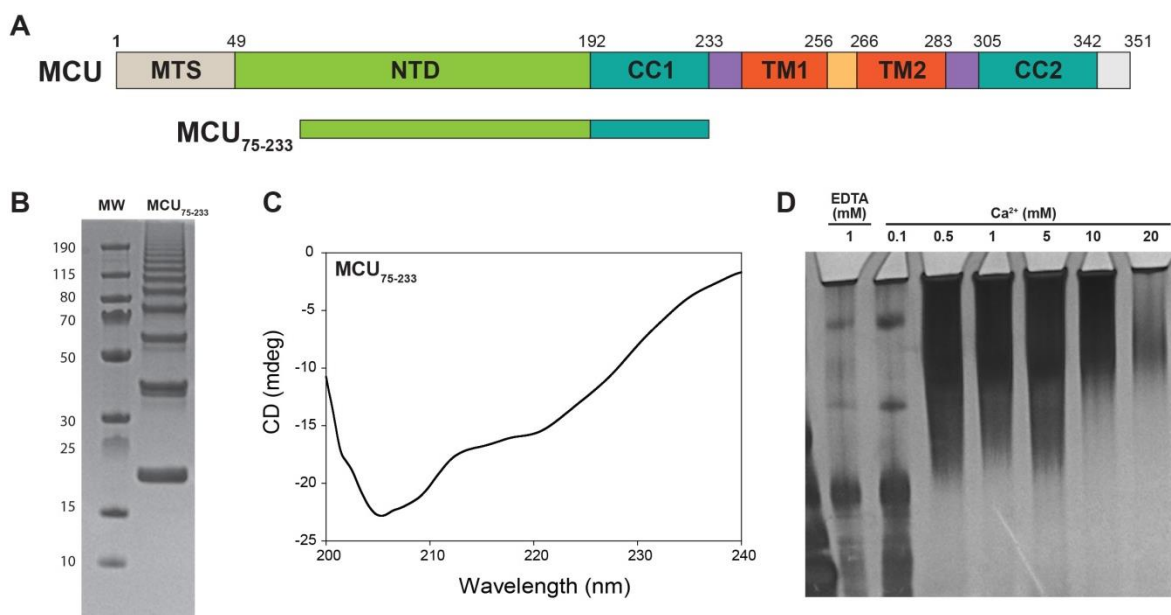 A
1 49 192 233 256 266 283 305 342 351
MCU MTS NTD CC1 TM1 TM2 CC2
MCU75-233
B
MW MCU75-233
190
115
80
70
50
30
25
15
10
C
MCU75-233
CD (mdeg)
0
-5
-10
-15
-20
-25
200 210 220 230 240
Wavelength (nm)
D
EDTA
(mM) Ca²⁺ (mM)
1 0.1 0.5 1 5 10 20